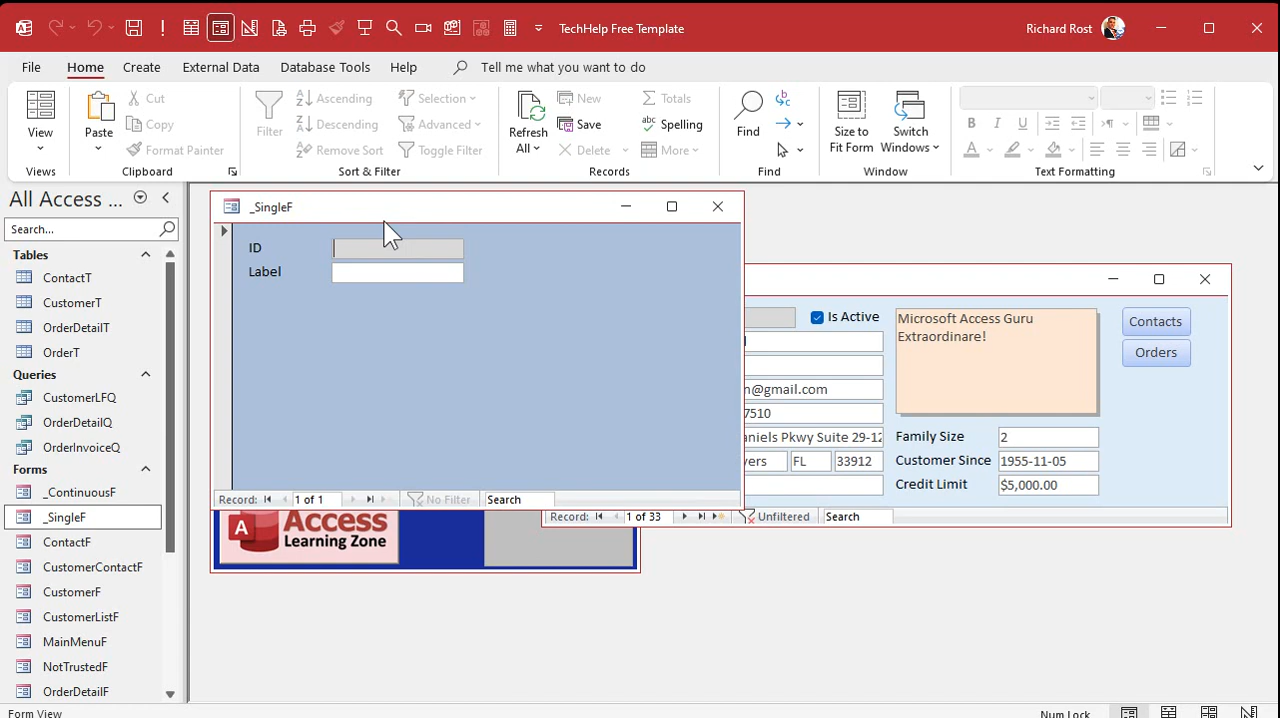 TechHelp Free Template
Richard Rost
File Home Create External Data Database Tools Help Tell me what you want to do
View
Views
Paste
Cut
Copy
Format Painter
Clipboard
Filter
Ascending
Descending
Remove Sort
Selection
Advanced
Toggle Filter
Sort & Filter
Refresh All
New
Save
Delete
Totals
Spelling
More
Records
Find
Find
Size to Fit Form
Switch Windows
Window
B I U
A
Text Formatting
All Access ...
Search...
Tables
ContactT
CustomerT
OrderDetailT
OrderT
Queries
CustomerLFQ
OrderDetailQ
OrderInvoiceQ
Forms
_ContinuousF
_SingleF
ContactF
CustomerContactF
CustomerF
CustomerListF
MainMenuF
NotTrustedF
OrderDetailF
_SingleF
ID
Label
Record: 1 of 1 No Filter Search
A Access
Learning Zone
Is Active
n@gmail.com
7510
aniels Pkwy Suite 29-12
yers FL 33912
Microsoft Access Guru
Extraordinare!
Contacts
Orders
Family Size 2
Customer Since 1955-11-05
Credit Limit $5,000.00
Record: 1 of 33 Unfiltered Search
Form View
Num Lock